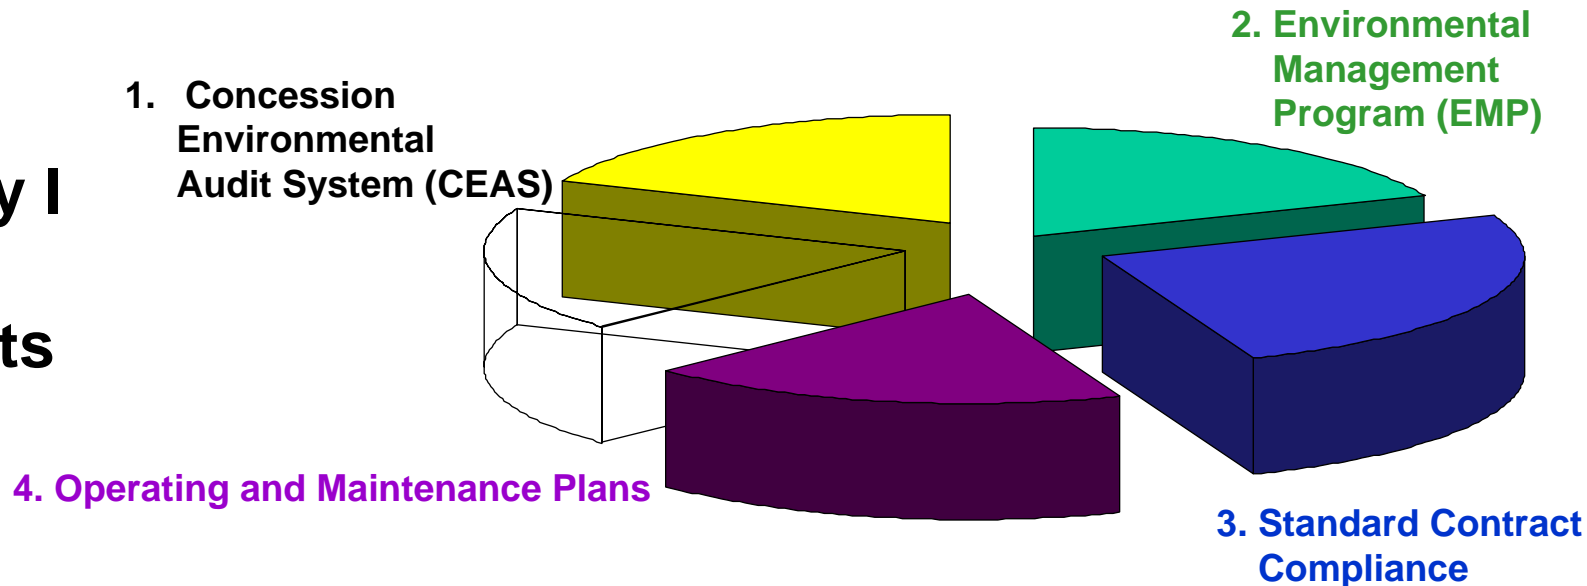 2. Environmental
Management
Program (EMP)
1. Concession
Environmental
Audit System (CEAS)
y I
ts
4. Operating and Maintenance Plans
3. Standard Contract
Compliance